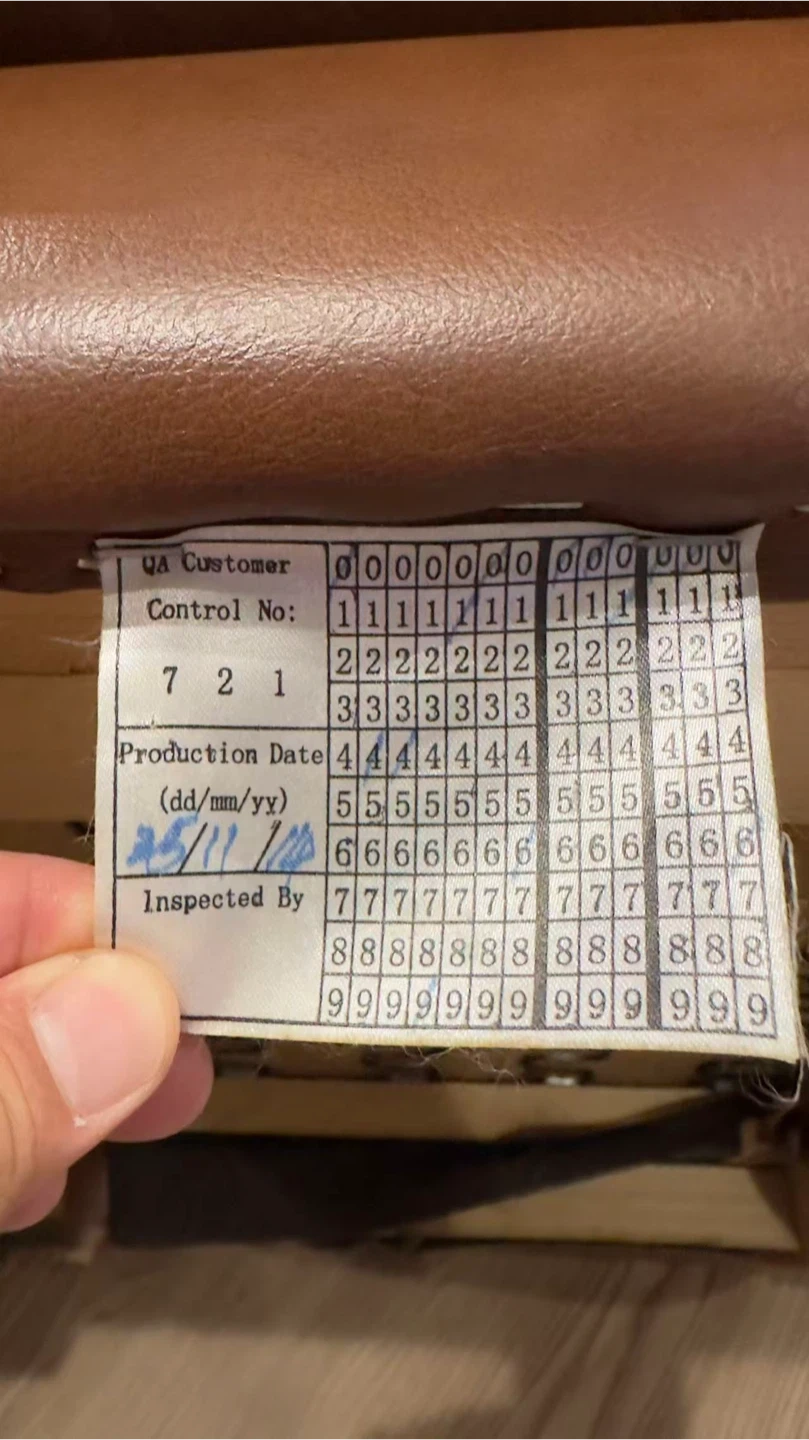 QA Customer
Control No:
7 2 1
Production Date
(dd/mm/yy)
25/11/
Inspected By
0 0 0 0 0 0 0 0 0 0 0 0 0
1 1 1 1 1 1 1 1 1 1 1 1 1
2 2 2 2 2 2 2 2 2 2 2 2 2
3 3 3 3 3 3 3 3 3 3 3 3 3
4 4 4 4 4 4 4 4 4 4 4 4 4
5 5 5 5 5 5 5 5 5 5 5 5 5
6 6 6 6 6 6 6 6 6 6 6 6 6
7 7 7 7 7 7 7 7 7 7 7 7 7
8 8 8 8 8 8 8 8 8 8 8 8 8
9 9 9 9 9 9 9 9 9 9 9 9 9